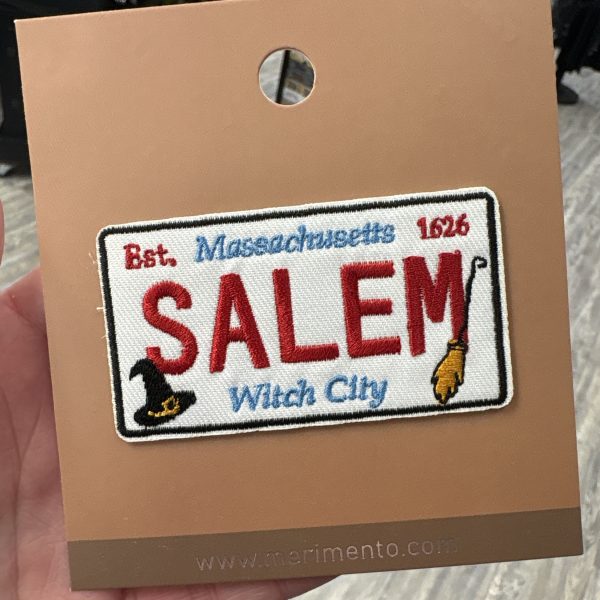 Est. Massachusetts 1626
SALEM
Witch City
www.merimento.com